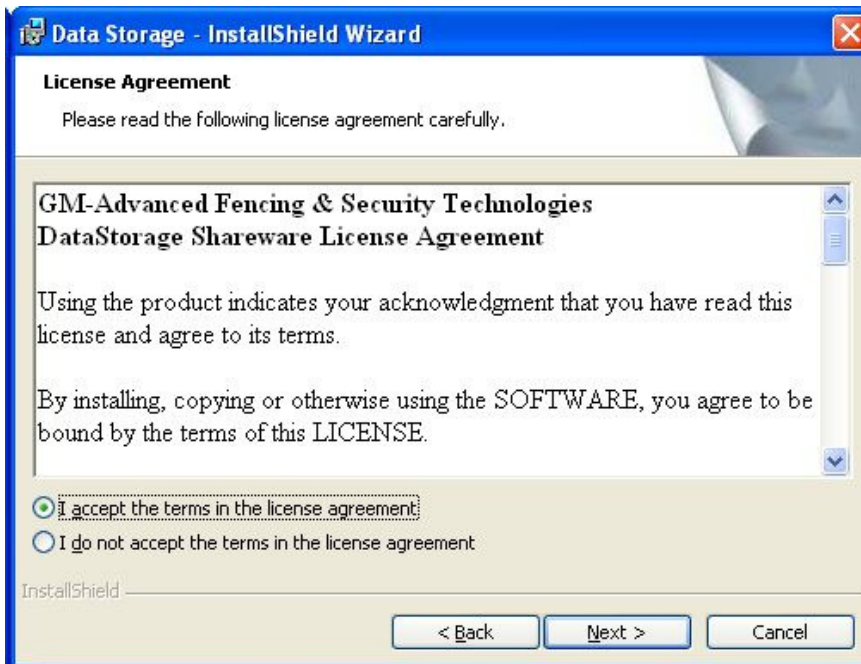 Data Storage - InstallShield Wizard
License Agreement
Please read the following license agreement carefully.
GM-Advanced Fencing & Security Technologies
DataStorage Shareware License Agreement
Using the product indicates your acknowledgment that you have read this
license and agree to its terms.
By installing, copying or otherwise using the SOFTWARE, you agree to be
bound by the terms of this LICENSE.
I accept the terms in the license agreement
I do not accept the terms in the license agreement
InstallShield
< Back Next > Cancel